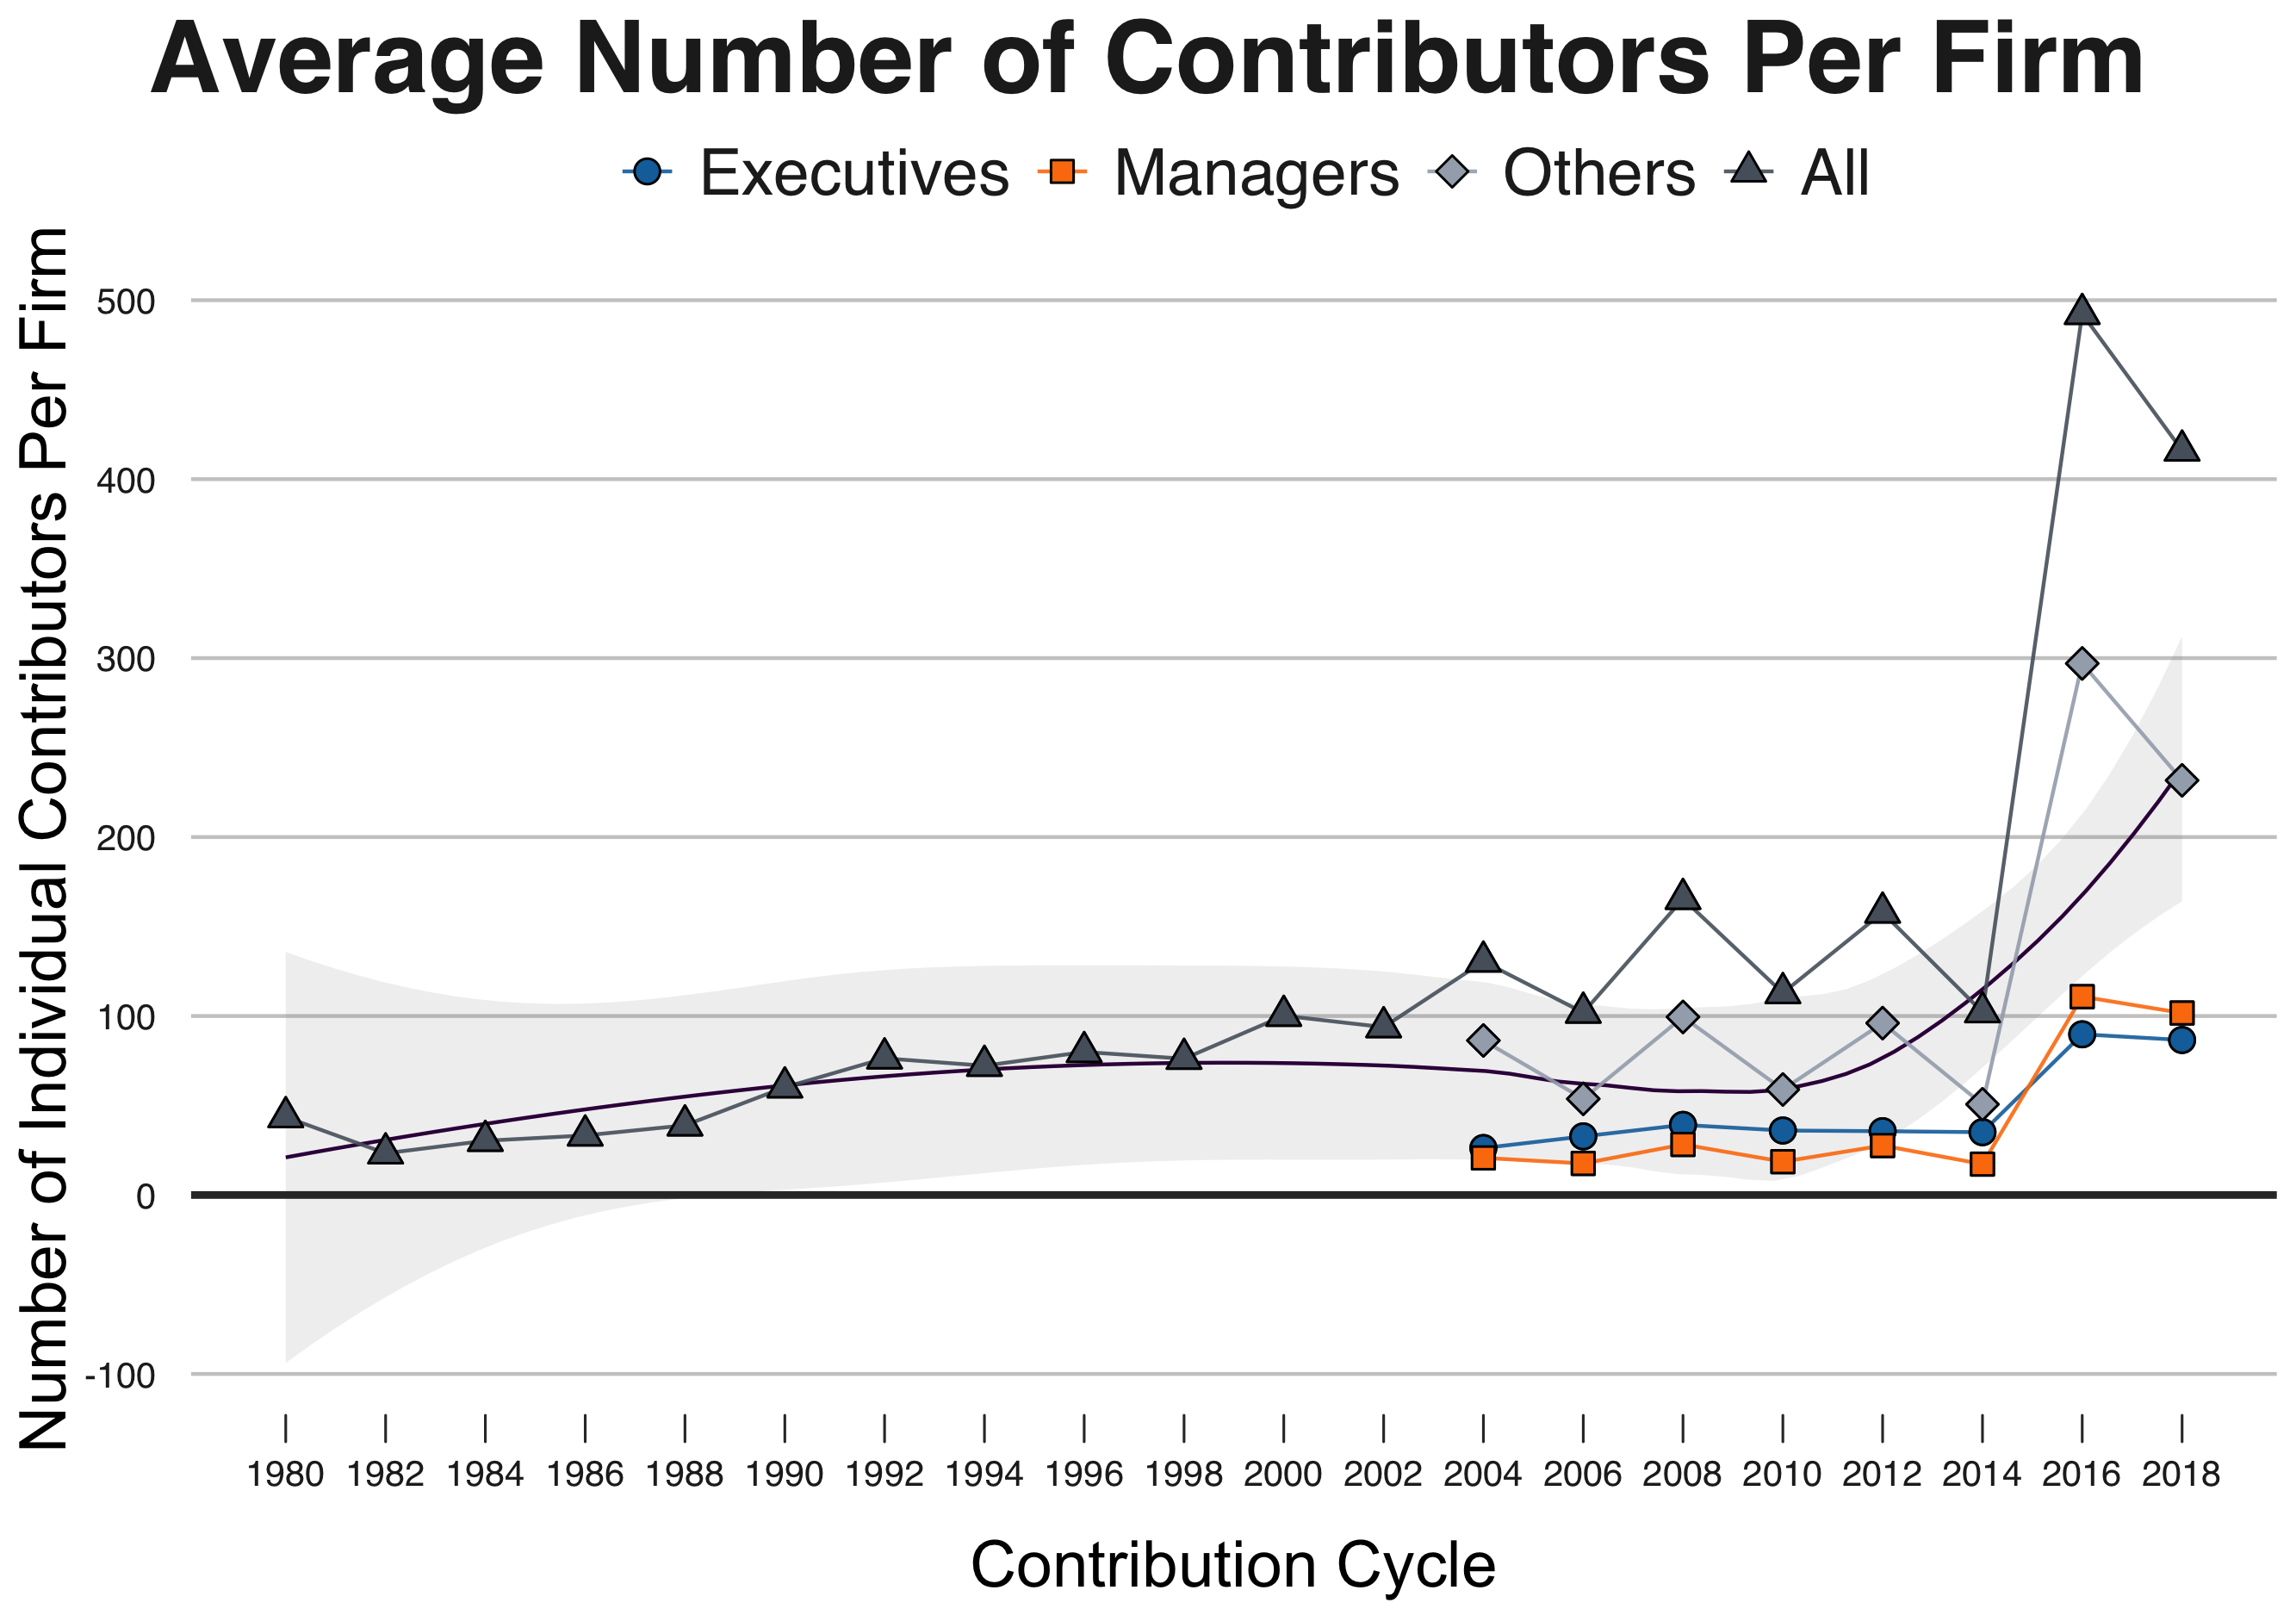 Average Number of Contributors Per Firm
Executives Managers Others All
Number of Individual Contributors Per Firm
500
400
300
200
100
0
-100
1980 1982 1984 1986 1988 1990 1992 1994 1996 1998 2000 2002 2004 2006 2008 2010 2012 2014 2016 2018
Contribution Cycle